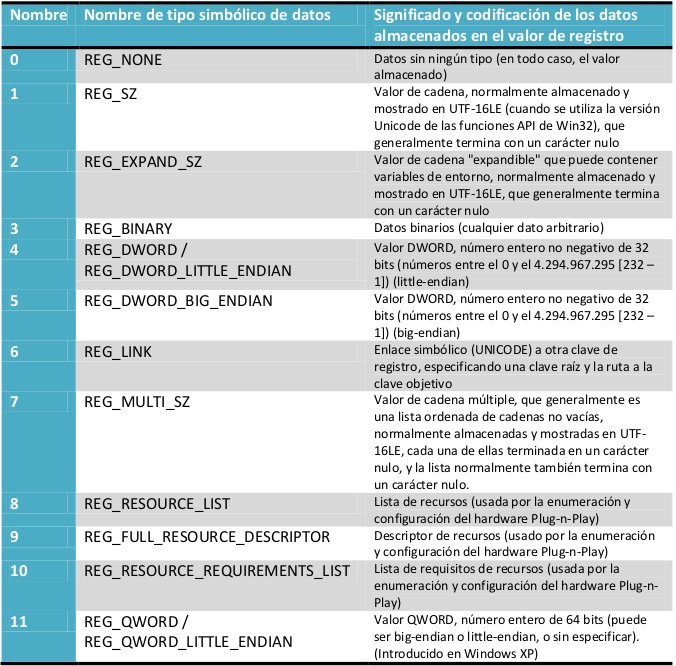 Nombre Nombre de tipo simbólico de datos Significado y codificación de los datos
almacenados en el valor de registro
0 REG_NONE Datos sin ningún tipo (en todo caso, el valor
almacenado)
1 REG_SZ Valor de cadena, normalmente almacenado y
mostrado en UTF-16LE (cuando se utiliza la versión
Unicode de las funciones API de Win32), que
generalmente termina con un carácter nulo
2 REG_EXPAND_SZ Valor de cadena "expandible" que puede contener
variables de entorno, normalmente almacenado y
mostrado en UTF-16LE, que generalmente termina
con un carácter nulo
3 REG_BINARY Datos binarios (cualquier dato arbitrario)
4 REG_DWORD / Valor DWORD, número entero no negativo de 32
REG_DWORD_LITTLE_ENDIAN bits (números entre el 0 y el 4.294.967.295 [232 –
1]) (little-endian)
5 REG_DWORD_BIG_ENDIAN Valor DWORD, número entero no negativo de 32
bits (números entre el 0 y el 4.294.967.295 [232 –
1]) (big-endian)
6 REG_LINK Enlace simbólico (UNICODE) a otra clave de
registro, especificando una clave raíz y la ruta a la
clave objetivo
7 REG_MULTI_SZ Valor de cadena múltiple, que generalmente es
una lista ordenada de cadenas no vacías,
normalmente almacenadas y mostradas en UTF-
16LE, cada una de ellas terminada en un carácter
nulo, y la lista normalmente también termina con
un carácter nulo.
8 REG_RESOURCE_LIST Lista de recursos (usada por la enumeración y
configuración del hardware Plug-n-Play)
9 REG_FULL_RESOURCE_DESCRIPTOR Descriptor de recursos (usado por la enumeración
y configuración del hardware Plug-n-Play)
10 REG_RESOURCE_REQUIREMENTS_LIST Lista de requisitos de recursos (usada por la
enumeración y configuración del hardware Plug-n-
Play)
11 REG_QWORD / Valor QWORD, número entero de 64 bits (puede
REG_QWORD_LITTLE_ENDIAN ser big-endian o little-endian, o sin especificar).
(Introducido en Windows XP)